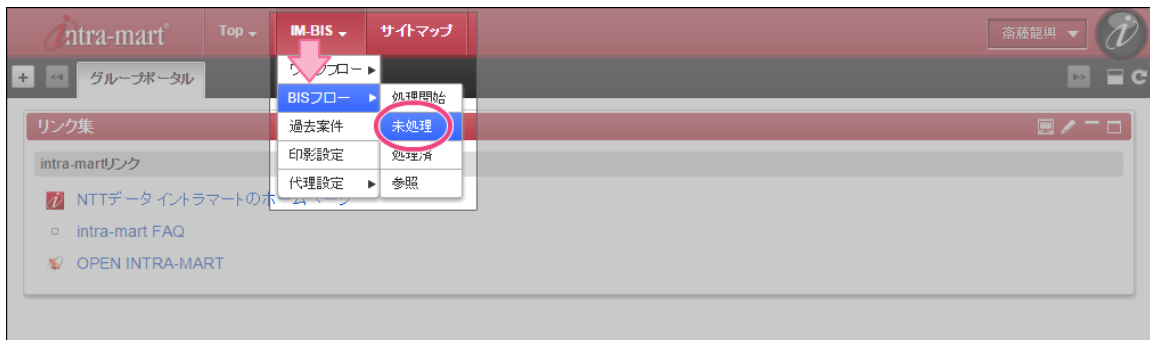 intra-mart Top IM-BIS サイトマップ 斎藤龍興
グループポータル
ワークフロー
BISフロー 処理開始
リンク集
過去案件 未処理
intra-martリンク
印影設定 処理済
代理設定 参照
NTTデータ イントラマートのホームページ
intra-mart FAQ
OPEN INTRA-MART